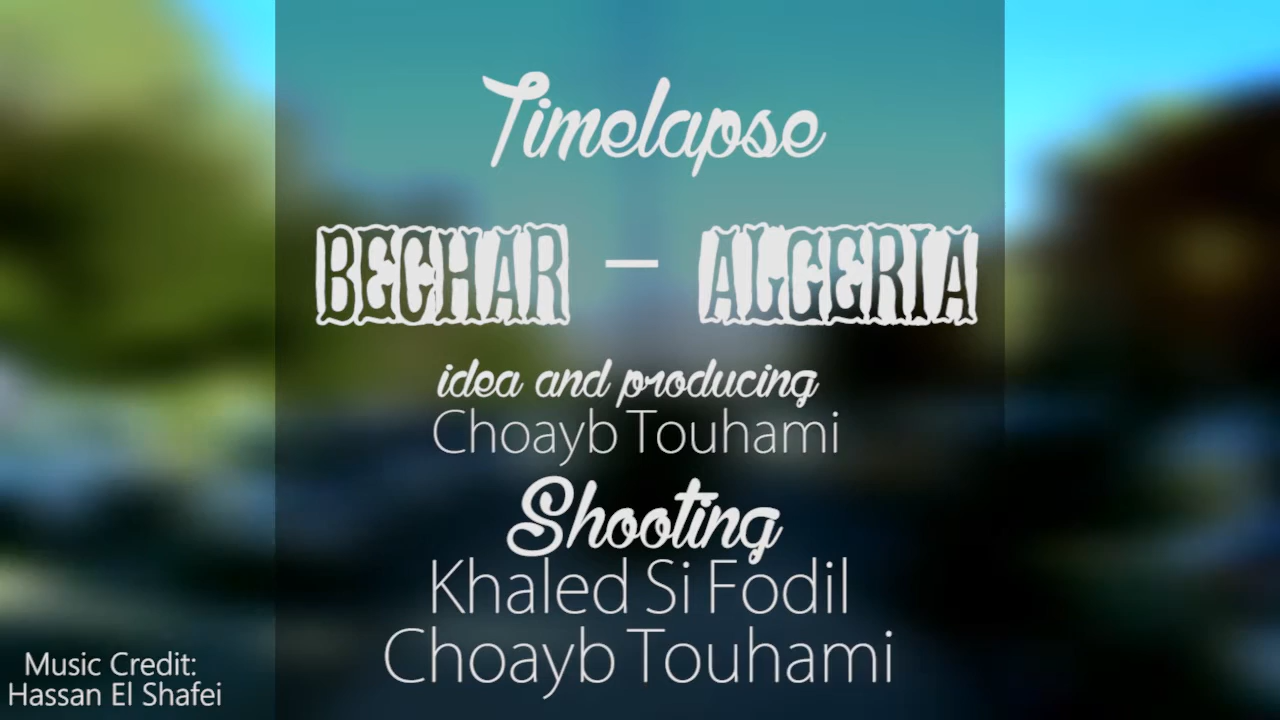 Timelapse
BECHAR - ALGERIA
idea and producing
Choayb Touhami
Shooting
Khaled Si Fodil
Choayb Touhami
Music Credit:
Hassan El Shafei